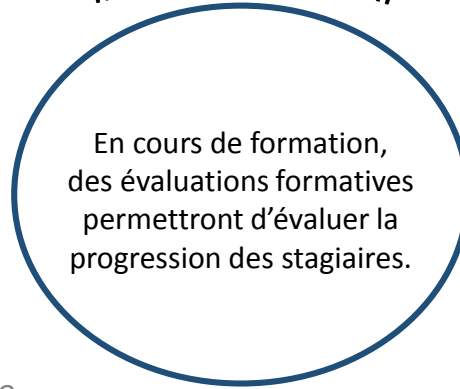 En cours de formation,
des évaluations formatives
permettront d’évaluer la
progression des stagiaires.